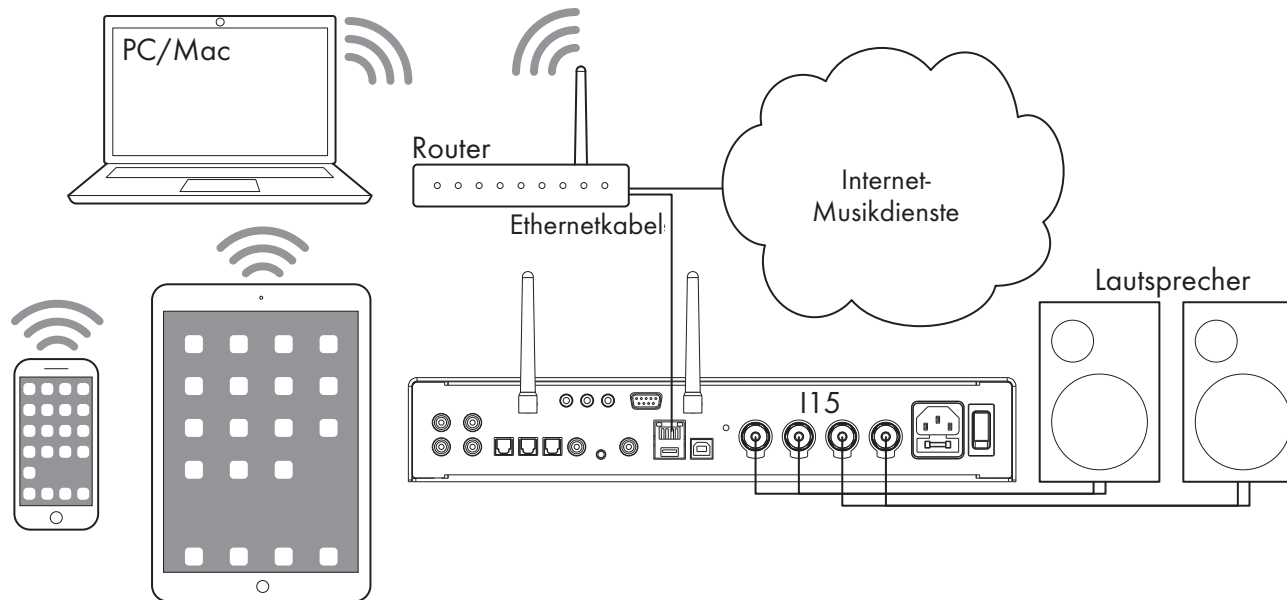 PC/Mac
Router
Internet-
Musikdienste
Ethernetkabel
Lautsprecher
I15